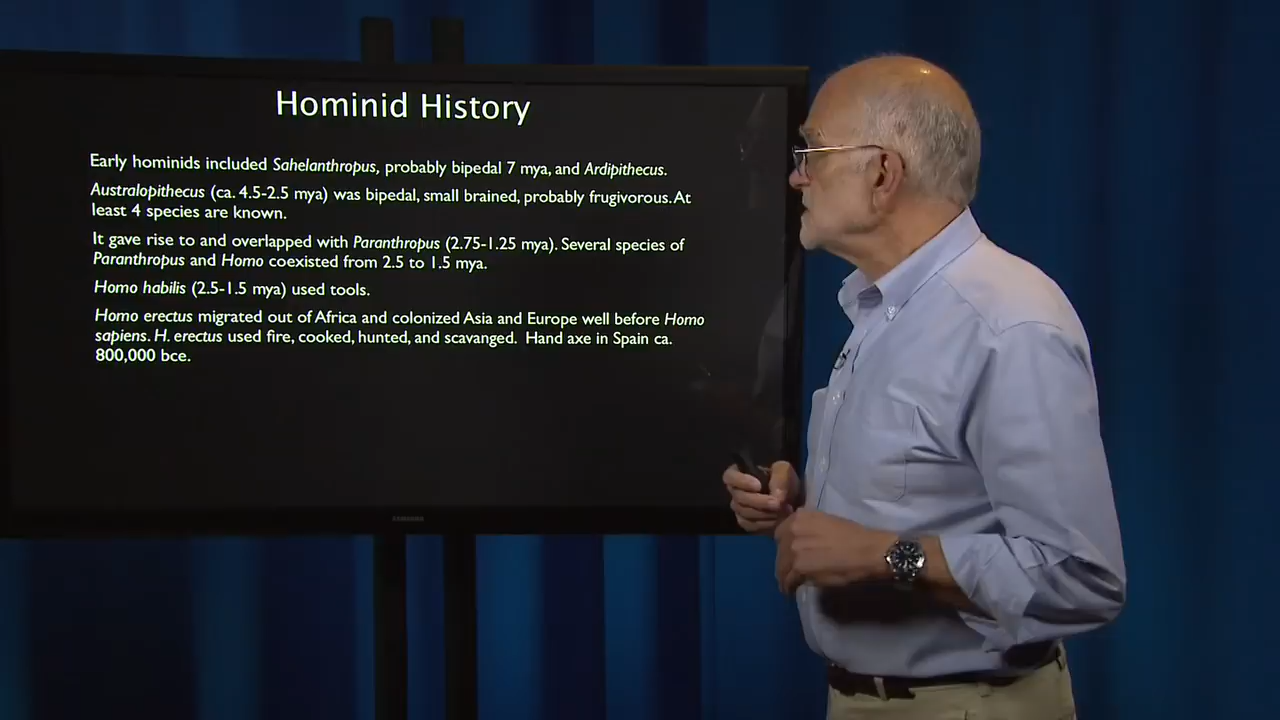 Hominid History
Early hominids included Sahelanthropus, probably bipedal 7 mya, and Ardipithecus.
Australopithecus (ca. 4.5-2.5 mya) was bipedal, small brained, probably frugivorous. At
least 4 species are known.
It gave rise to and overlapped with Paranthropus (2.75-1.25 mya). Several species of
Paranthropus and Homo coexisted from 2.5 to 1.5 mya.
Homo habilis (2.5-1.5 mya) used tools.
Homo erectus migrated out of Africa and colonized Asia and Europe well before Homo
sapiens. H. erectus used fire, cooked, hunted, and scavanged. Hand axe in Spain ca.
800,000 bce.
SAMSUNG